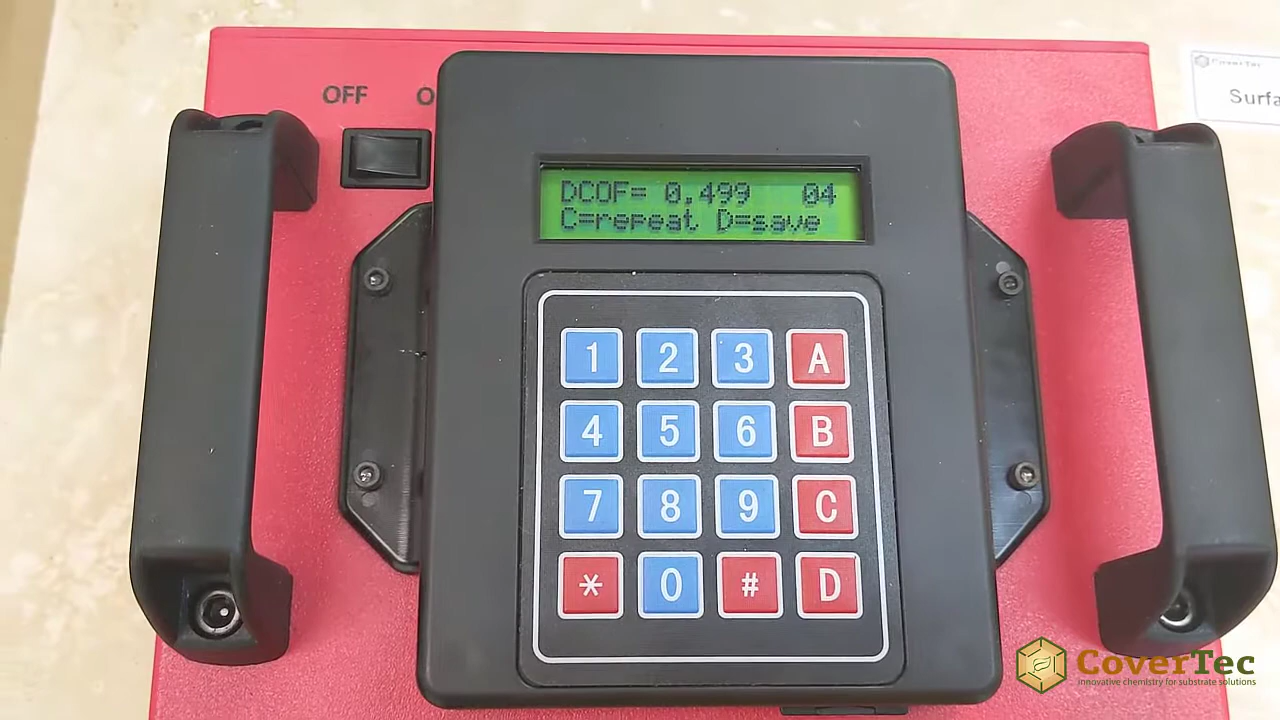 CoverTec
OFF
DCOF= 0.499 04
C=repeat D=save
1 2 3 A
4 5 6 B
7 8 9 C
* 0 # D
CoverTec
innovative chemistry for substrate solutions